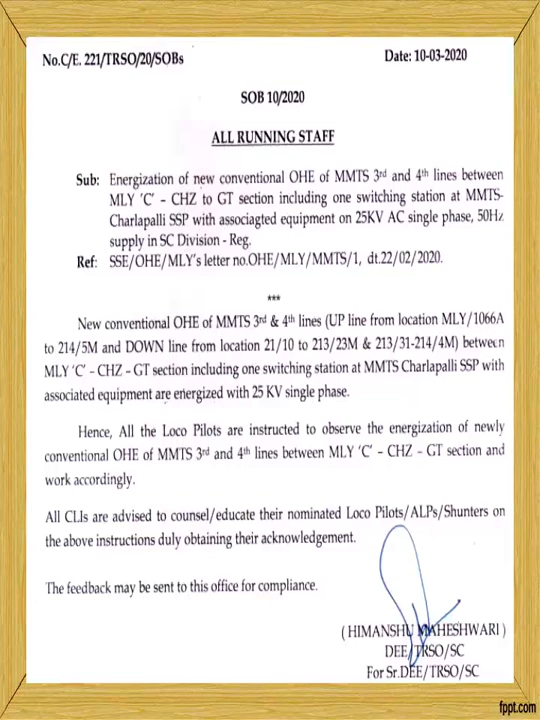 No.C/E. 221/TRSO/20/SOBs Date: 10-03-2020
SOB 10/2020
ALL RUNNING STAFF
Sub: Energization of new conventional OHE of MMTS 3rd and 4th lines between
MLY 'C' – CHZ to GT section including one switching station at MMTS-
Charlapalli SSP with associagted equipment on 25KV AC single phase, 50Hz
supply in SC Division - Reg.
Ref: SSE/OHE/MLY's letter no.OHE/MLY/MMTS/1, dt.22/02/2020.
***
New conventional OHE of MMTS 3rd & 4th lines (UP line from location MLY/1066A
to 214/5M and DOWN line from location 21/10 to 213/23M & 213/31-214/4M) between
MLY 'C' – CHZ – GT section including one switching station at MMTS Charlapalli SSP with
associated equipment are energized with 25 KV single phase.
Hence, All the Loco Pilots are instructed to observe the energization of newly
conventional OHE of MMTS 3rd and 4th lines between MLY 'C' – CHZ – GT section and
work accordingly.
All CLIs are advised to counsel/educate their nominated Loco Pilots/ALPs/Shunters on
the above instructions duly obtaining their acknowledgement.
The feedback may be sent to this office for compliance.
( HIMANSHU MAHESHWARI )
DEE/TRSO/SC
For Sr.DEE/TRSO/SC
fppt.com